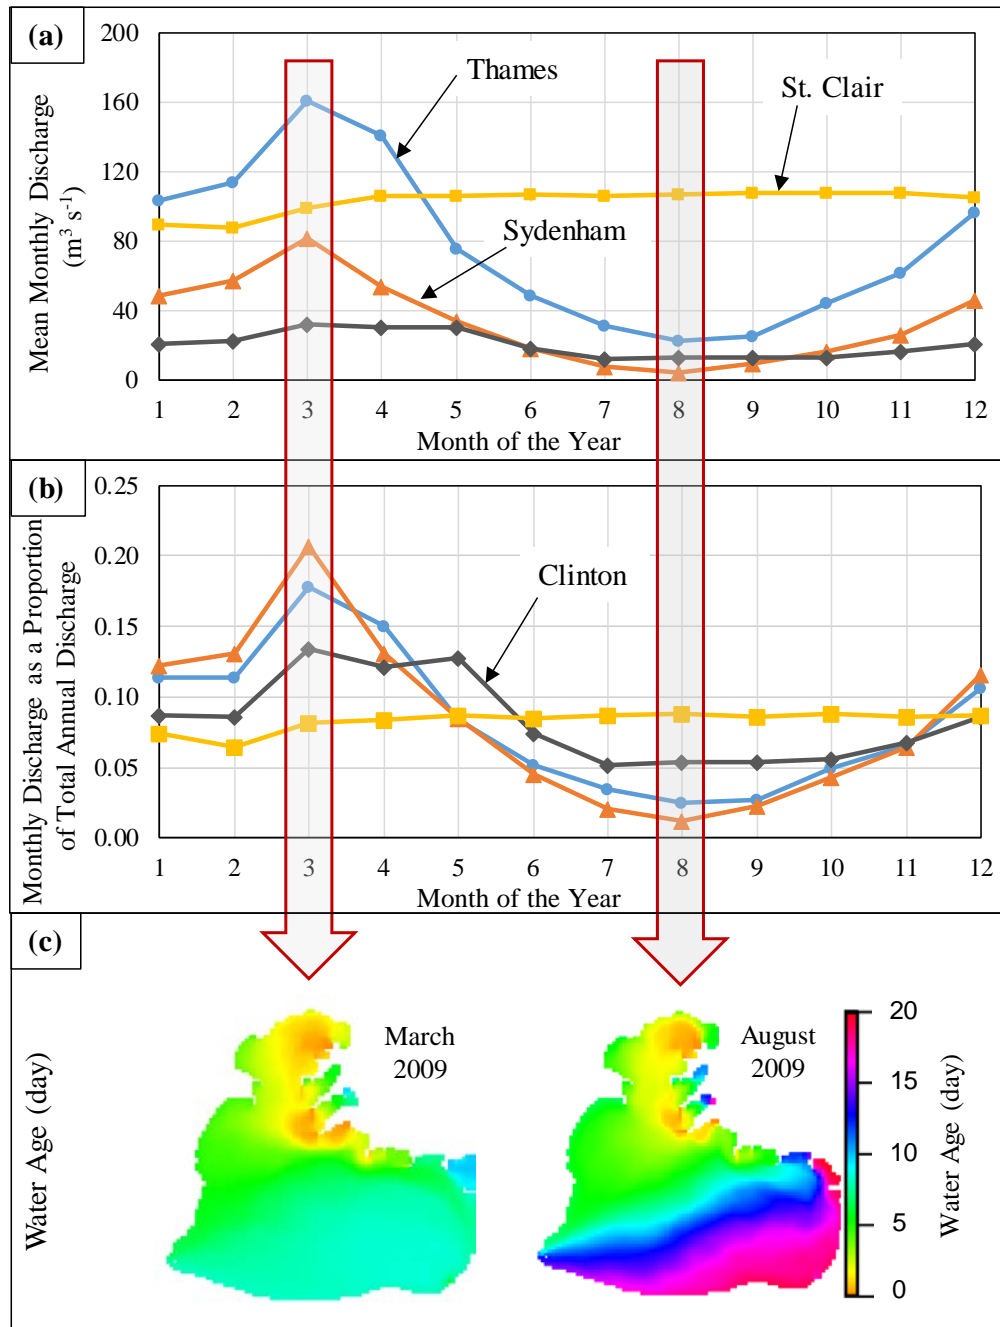 (a)
200
160
120
80
40
0
Mean Monthly Discharge
(m³ s⁻¹)
Thames
St. Clair
Sydenham
1 2 3 4 5 6 7 8 9 10 11 12
Month of the Year
(b)
0.25
0.20
0.15
0.10
0.05
0.00
Monthly Discharge as a Proportion
of Total Annual Discharge
Clinton
1 2 3 4 5 6 7 8 9 10 11 12
Month of the Year
(c)
Water Age (day)
March
2009
August
2009
20
15
10
5
0
Water Age (day)